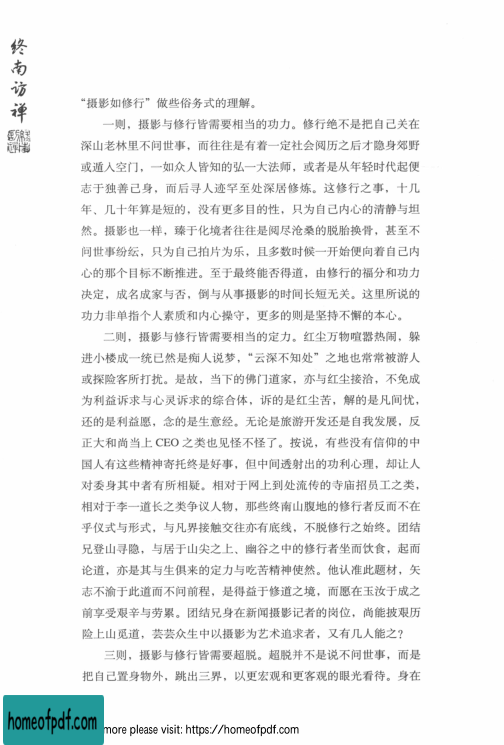 终南访禅
“摄影如修行”做些俗务式的理解。
一则，摄影与修行皆需要相当的功力。修行绝不是把自己关在
深山老林里不问世事，而往往是有着一定社会阅历之后才隐身郊野
或遁入空门，一如众人皆知的弘一大法师，或者是从年轻时代起便
志于独善己身，而后寻人迹罕至处深居修炼。这修行之事，十几
年、几十年算是短的，没有更多目的性，只为自己内心的清静与坦
然。摄影也一样，臻于化境者往往是阅尽沧桑的脱胎换骨，甚至不
问世事纷纭，只为自己拍片为乐，且多数时候一开始便向着自己内
心的那个目标不断推进。至于最终能否得道，由修行的福分和功力
决定，成名成家与否，倒与从事摄影的时间长短无关。这里所说的
功力非单指个人素质和内心操守，更多的则是坚持不懈的本心。
二则，摄影与修行皆需要相当的定力。红尘万物喧嚣热闹，躲
进小楼成一统已然是痴人说梦，“云深不知处”之地也常常被游人
或探险客所打扰。是故，当下的佛门道家，亦与红尘接洽，不免成
为利益诉求与心灵诉求的综合体，诉的是红尘苦，解的是凡间忧，
还的是利益愿，念的是生意经。无论是旅游开发还是自我发展，反
正大和尚当上 CEO 之类也见怪不怪了。按说，有些没有信仰的中
国人有这些精神寄托终是好事，但中间透射出的功利心理，却让人
对委身其中者有所相疑。相对于网上到处流传的寺庙招员工之类，
相对于李一道长之类争议人物，那些终南山腹地的修行者反而不在
乎仪式与形式，与凡界接触交往亦有底线，不脱修行之始终。团结
兄登山寻隐，与居于山尖之上、幽谷之中的修行者坐而饮食，起而
论道，亦是其与生俱来的定力与吃苦精神使然。他认准此题材，矢
志不渝于此道而不问前程，是得益于修道之境，而愿在玉汝于成之
前享受艰辛与劳累。团结兄身在新闻摄影记者的岗位，尚能披艰历
险上山觅道，芸芸众生中以摄影为艺术追求者，又有几人能之？
三则，摄影与修行皆需要超脱。超脱并不是说不问世事，而是
把自己置身物外，跳出三界，以更宏观和更客观的眼光看待。身在
homeofpdf.com
more please visit: https://homeofpdf.com